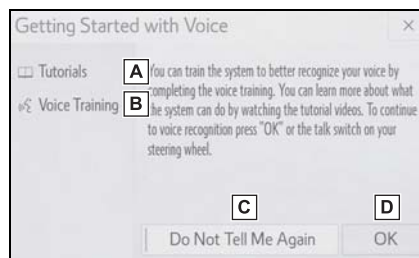 Getting Started with Voice
×
Tutorials A
Voice Training B
You can train the system to better recognize your voice by
completing the voice training. You can learn more about what
the system can do by watching the tutorial videos. To continue
to voice recognition press "OK" or the talk switch on your
steering wheel.
C D
Do Not Tell Me Again OK